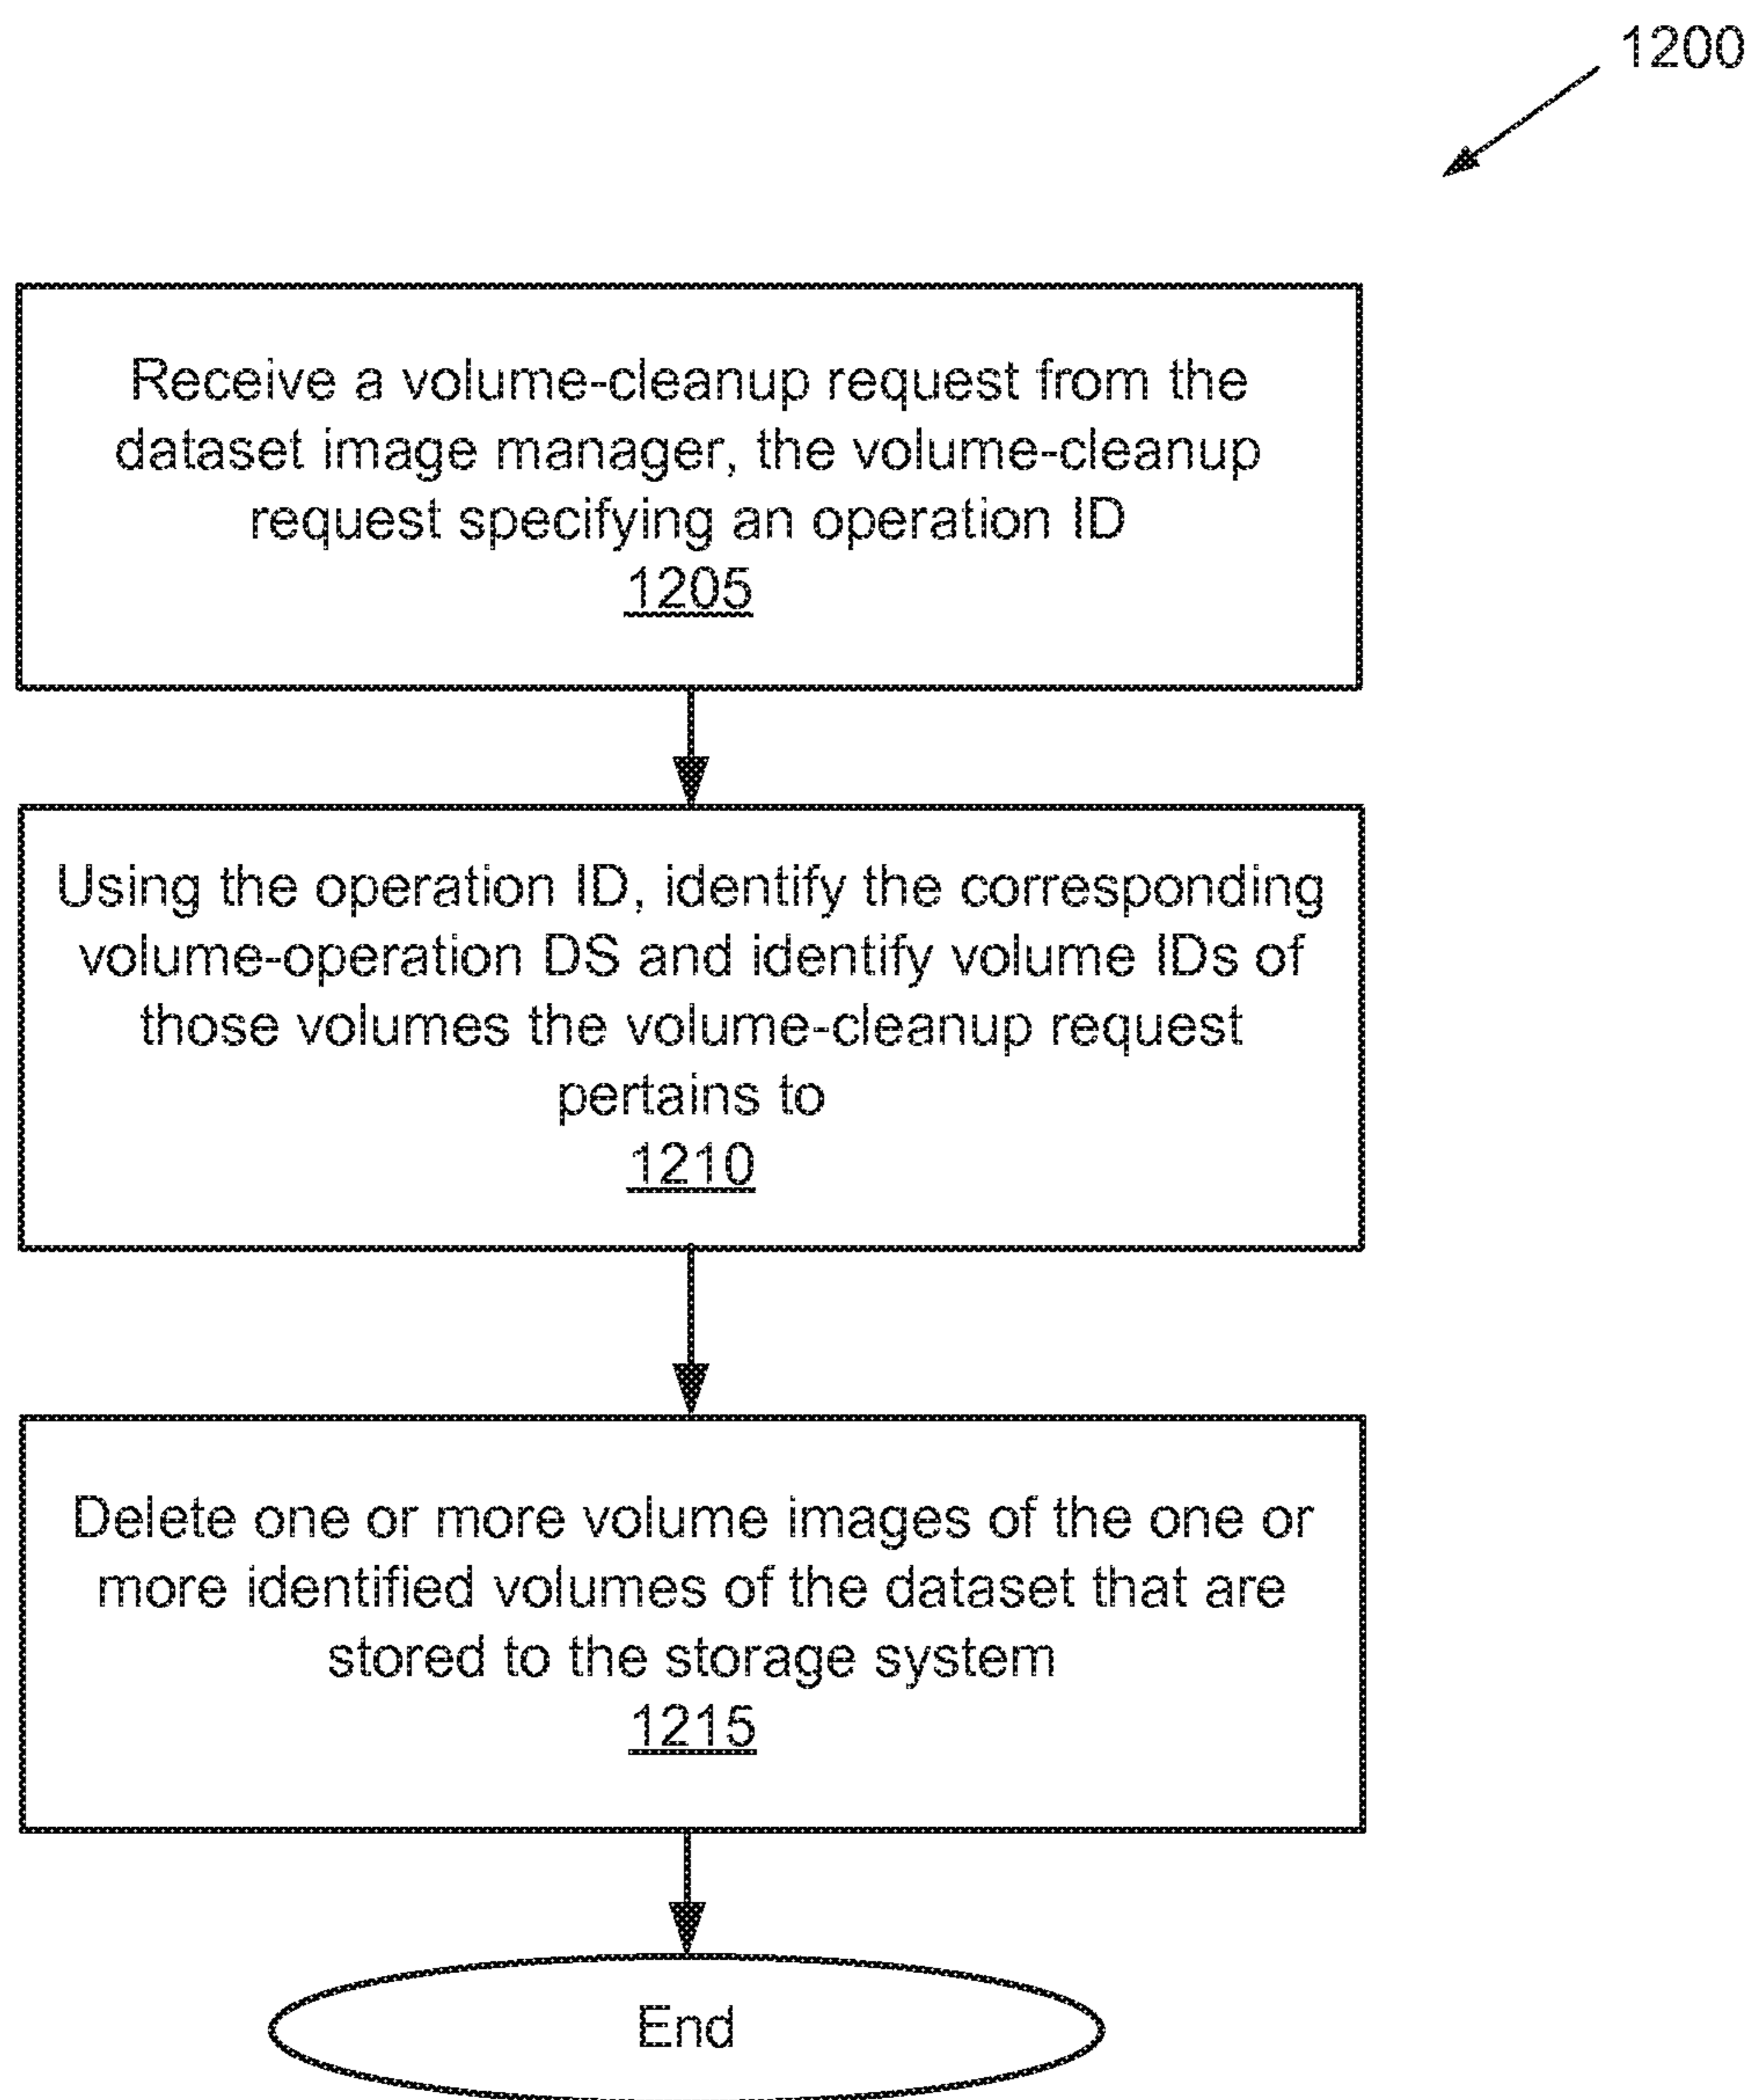 1200
Receive a volume-cleanup request from the
dataset image manager, the volume-cleanup
request specifying an operation ID
1205
Using the operation ID, identify the corresponding
volume-operation DS and identify volume IDs of
those volumes the volume-cleanup request
pertains to
1210
Delete one or more volume images of the one or
more identified volumes of the dataset that are
stored to the storage system
1215
End